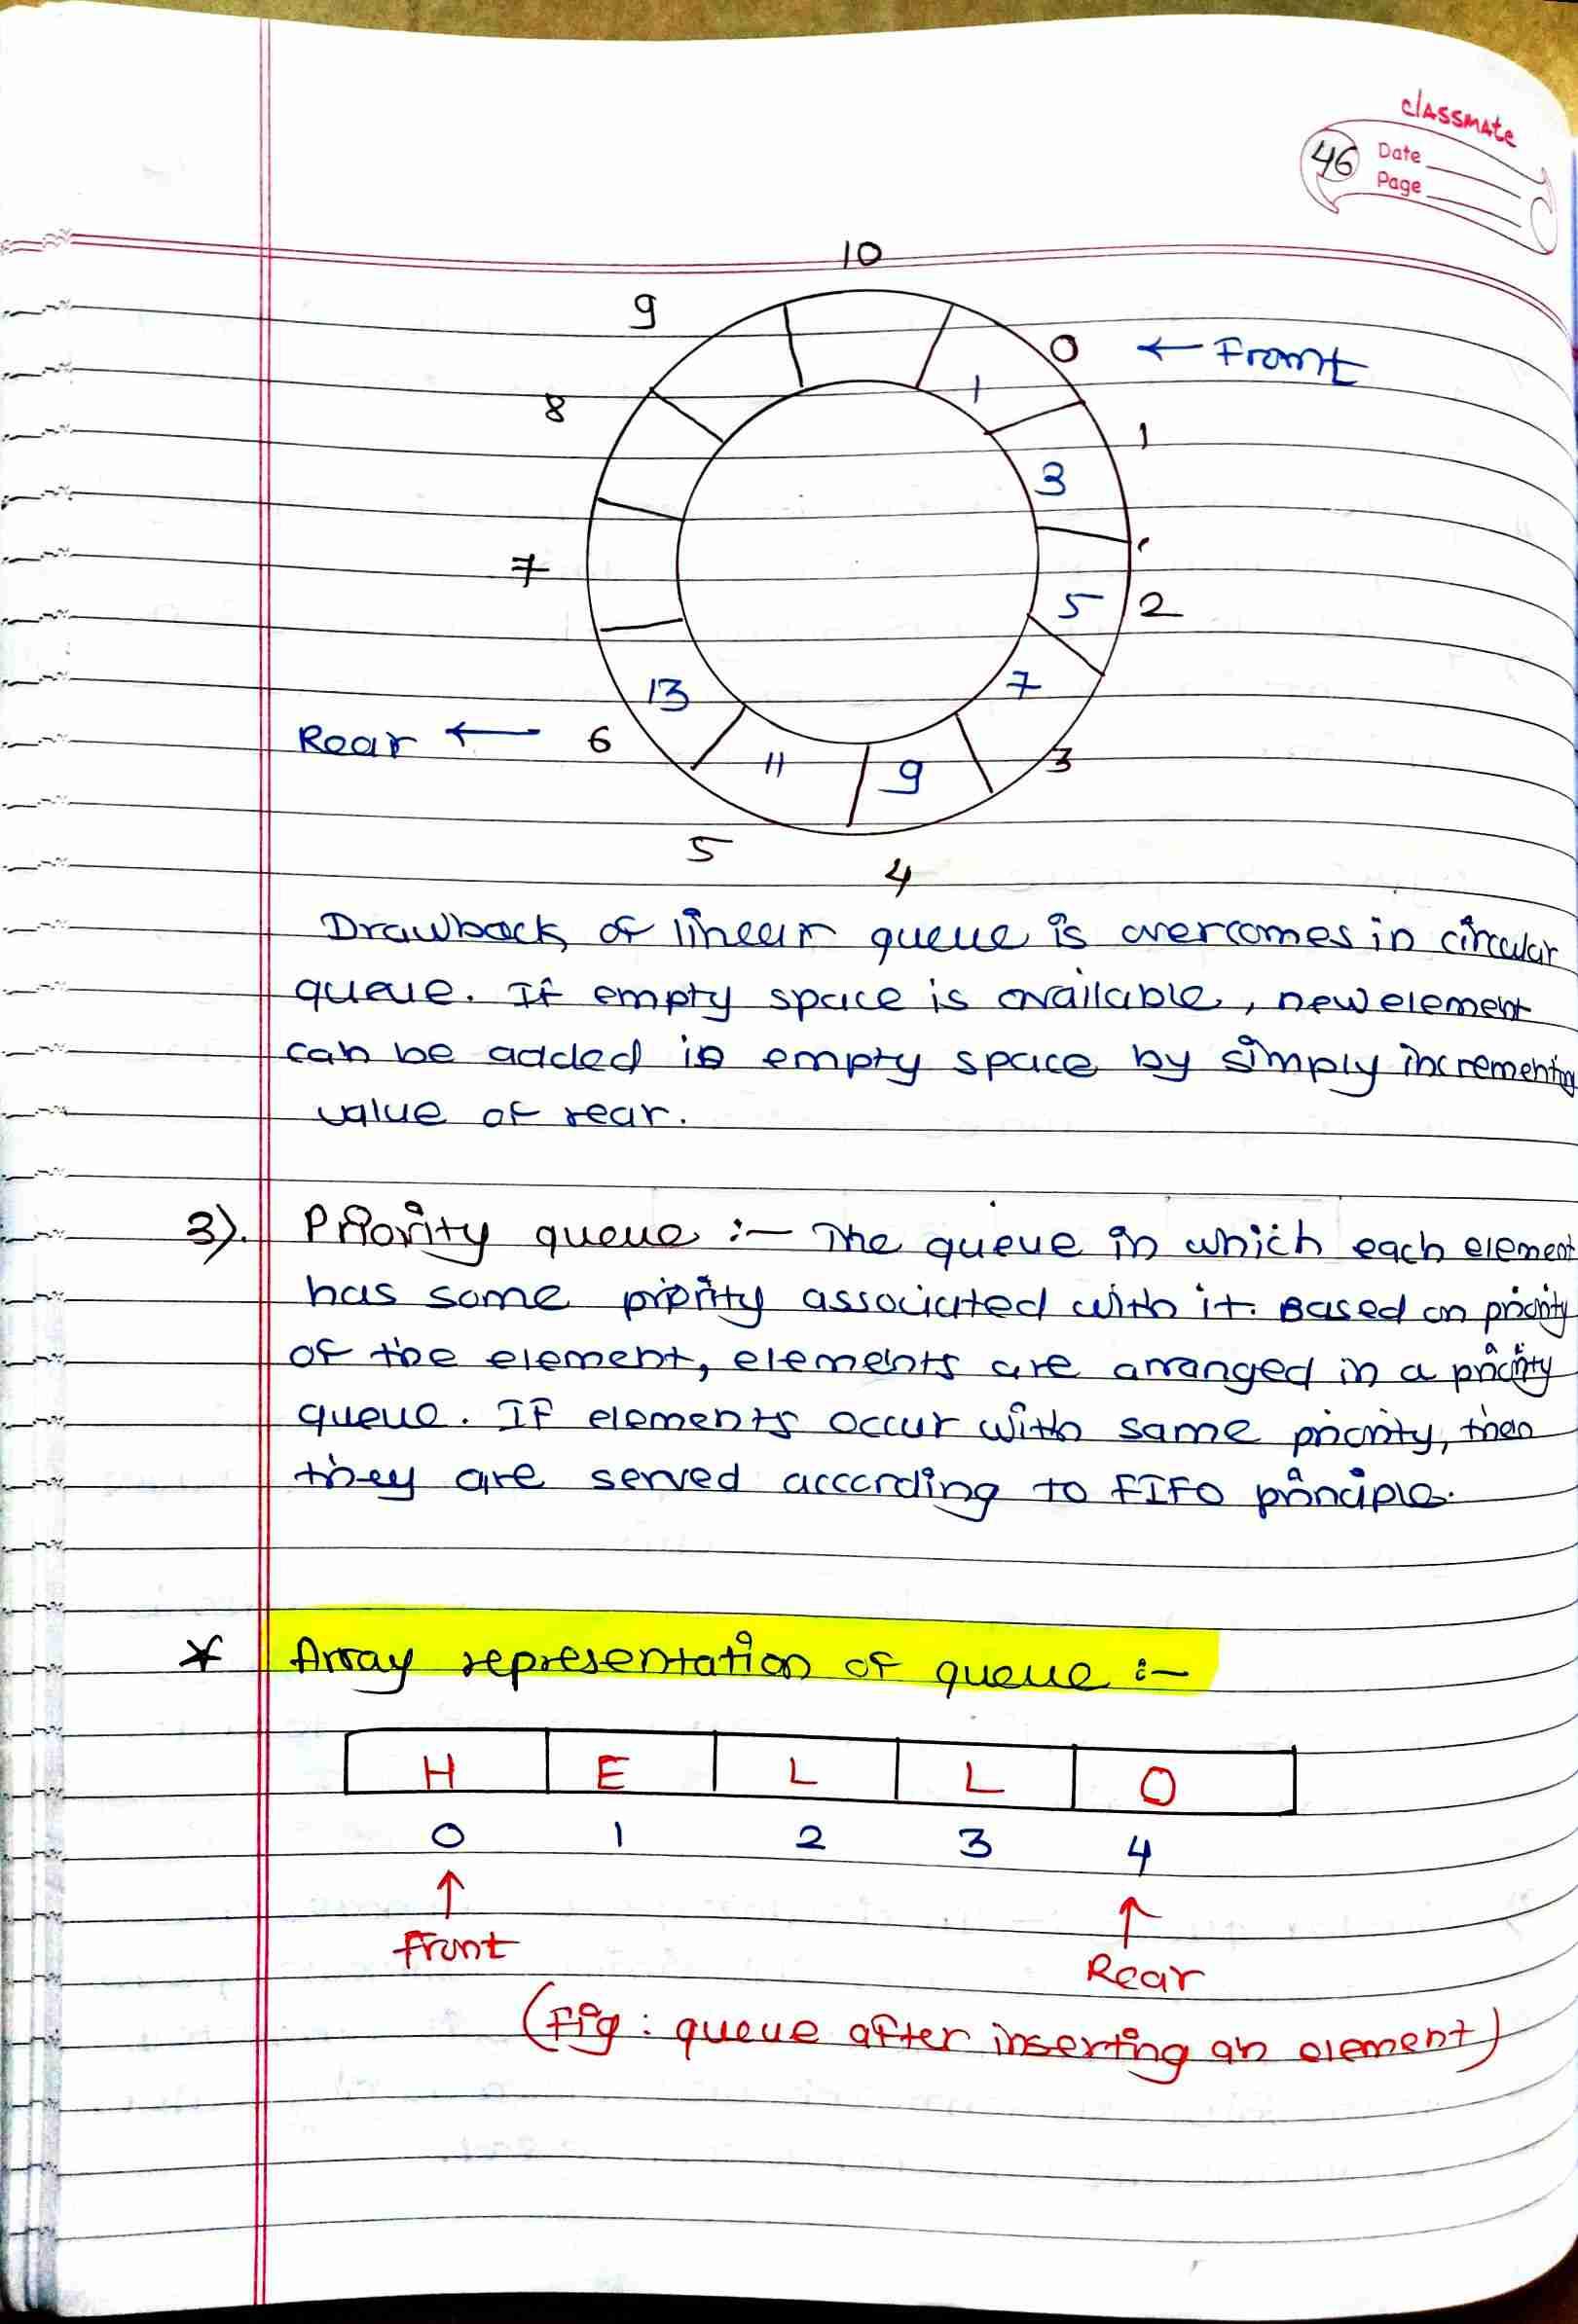 classmate
46
Date
Page
10
9
0 ← Front
8
1
1
3
7
5 2
7
13
Rear ← 6
11 9 3
5
4
Drawback of linear queue is overcomes in circular
queue. If empty space is available, new element
can be added in empty space by simply incrementing
value of rear.
3). Priority queue :- The queue in which each element
has some priority associated with it. Based on priority
of the element, elements are arranged in a priority
queue. If elements occur with same priority, then
they are served according to FIFO principle.
* Array representation of queue :-
H E L L O
0 1 2 3 4
↑ ↑
Front
Rear
(Fig : queue after inserting an element)